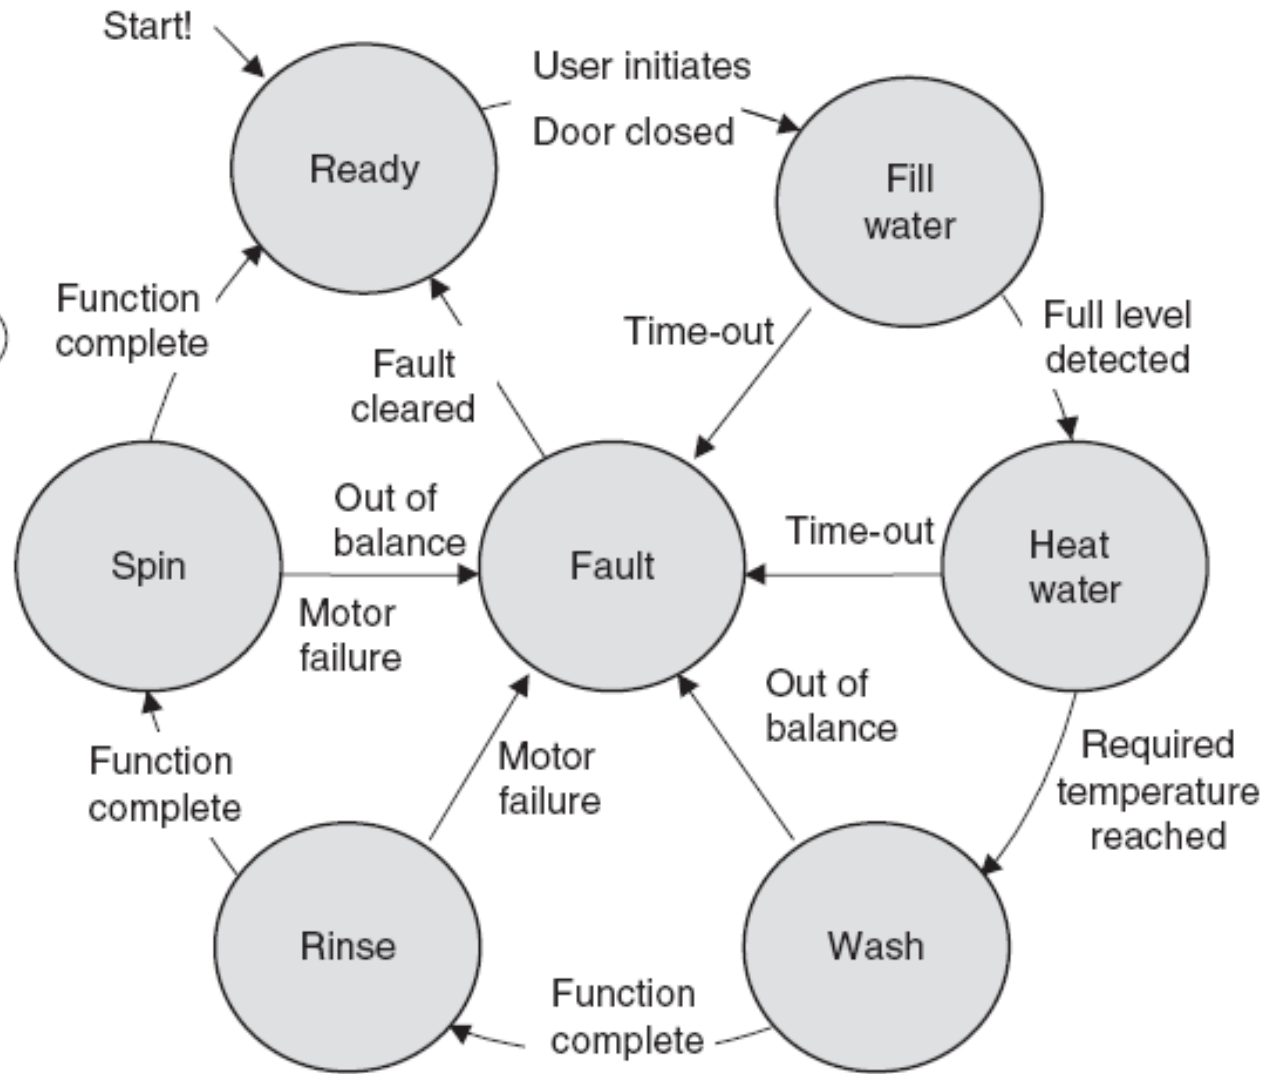 Start!
User initiates
Door closed
Ready
Fill
water
Function
complete
Fault
cleared
Time-out
Full level
detected
Out of
balance
Spin
Fault
Time-out
Heat
water
Motor
failure
Out of
balance
Function
complete
Motor
failure
Required
temperature
reached
Rinse
Wash
Function
complete